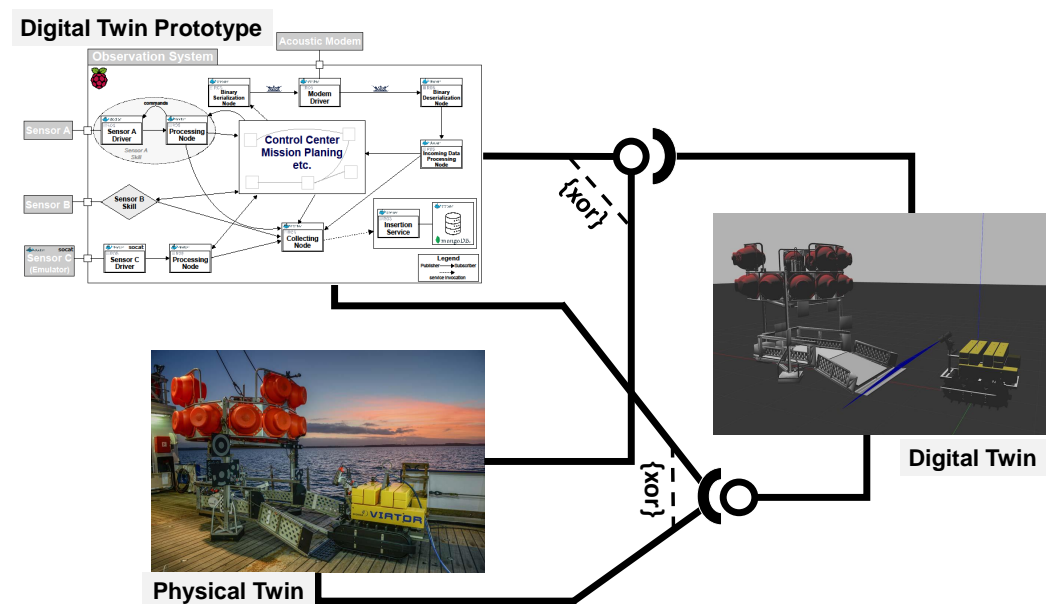 Digital Twin Prototype
Acoustic Modem
Observation System
Binary
Serialization
Node
Modem
Driver
Binary
Deserialization
Node
commands
Sensor A
Sensor A
Driver
Processing
Node
Sensor A
Skill
Control Center
Mission Planing
etc.
Incoming Data
Processing
Node
Sensor B
Sensor B
Skill
Collecting
Node
Insertion
Service
mongoDB
Sensor C
(Emulator)
socat
socat
Sensor C
Driver
Processing
Node
Legend
Publisher
Subscriber
service invocation
{xor}
{xor}
VIATOR
Digital Twin
Physical Twin